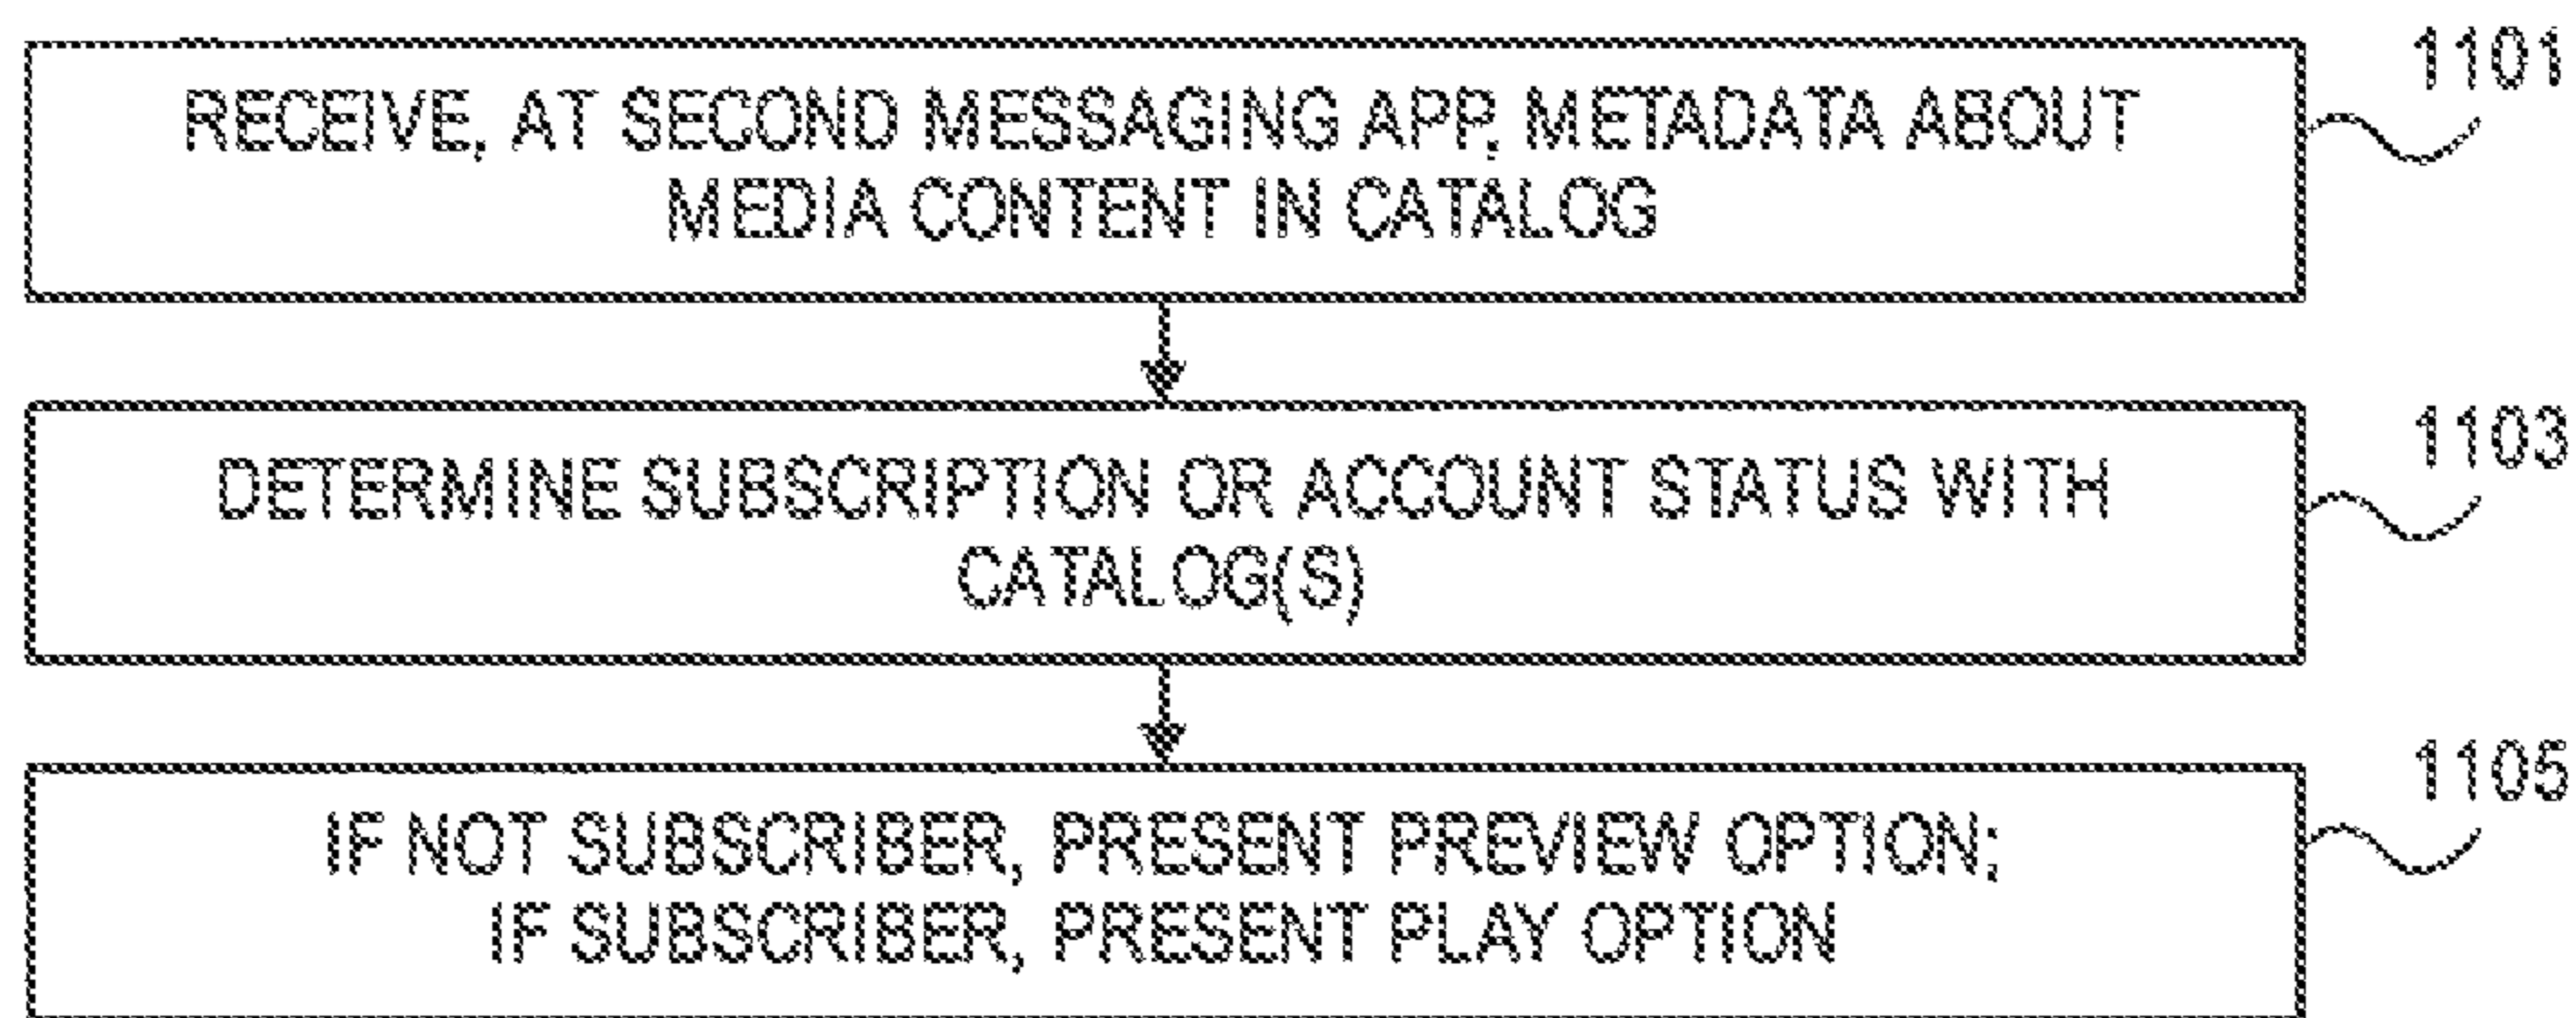 1101
RECEIVE, AT SECOND MESSAGING APP, METADATA ABOUT
MEDIA CONTENT IN CATALOG
1103
DETERMINE SUBSCRIPTION OR ACCOUNT STATUS WITH
CATALOG(S)
1105
IF NOT SUBSCRIBER, PRESENT PREVIEW OPTION;
IF SUBSCRIBER, PRESENT PLAY OPTION